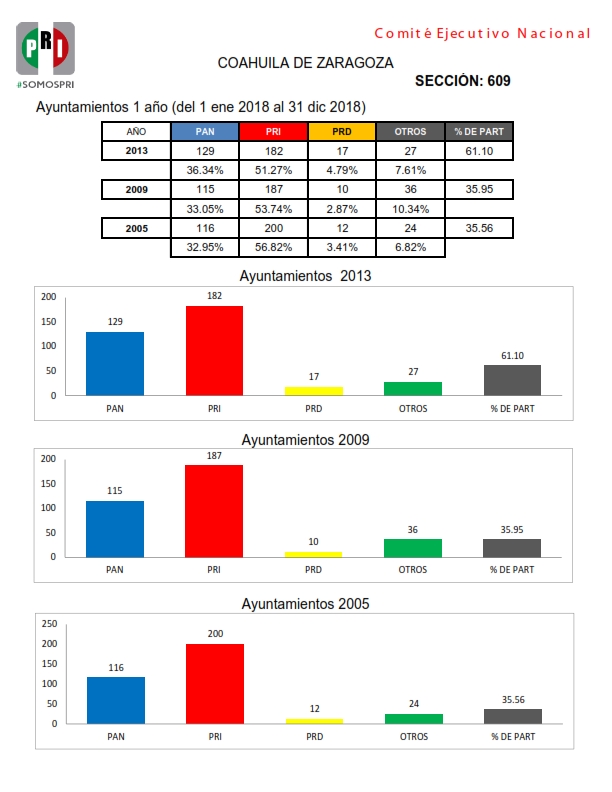 Comité Ejecutivo Nacional
PRI
#SOMOSPRI
COAHUILA DE ZARAGOZA
SECCIÓN: 609
Ayuntamientos 1 año (del 1 ene 2018 al 31 dic 2018)
AÑO PAN PRI PRD OTROS % DE PART
2013 129 182 17 27 61.10
36.34% 51.27% 4.79% 7.61%
2009 115 187 10 36 35.95
33.05% 53.74% 2.87% 10.34%
2005 116 200 12 24 35.56
32.95% 56.82% 3.41% 6.82%
Ayuntamientos 2013
200
150
100
50
0
129 182 17 27 61.10
PAN PRI PRD OTROS % DE PART
Ayuntamientos 2009
200
150
100
50
0
115 187 10 36 35.95
PAN PRI PRD OTROS % DE PART
Ayuntamientos 2005
250
200
150
100
50
0
116 200 12 24 35.56
PAN PRI PRD OTROS % DE PART